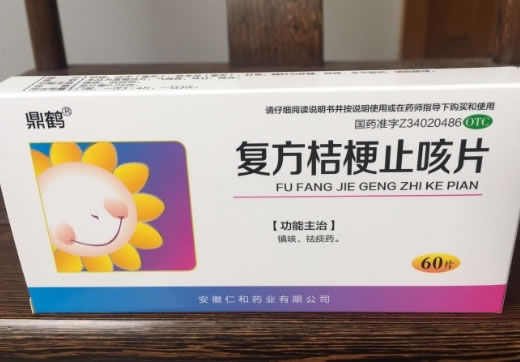 鼎鹤®
请仔细阅读说明书并按说明使用或在药师指导下购买和使用
国药准字Z34020486 OTC
复方桔梗止咳片
FU FANG JIE GENG ZHI KE PIAN
【功能主治】
镇咳、祛痰药。
60片
安徽仁和药业有限公司